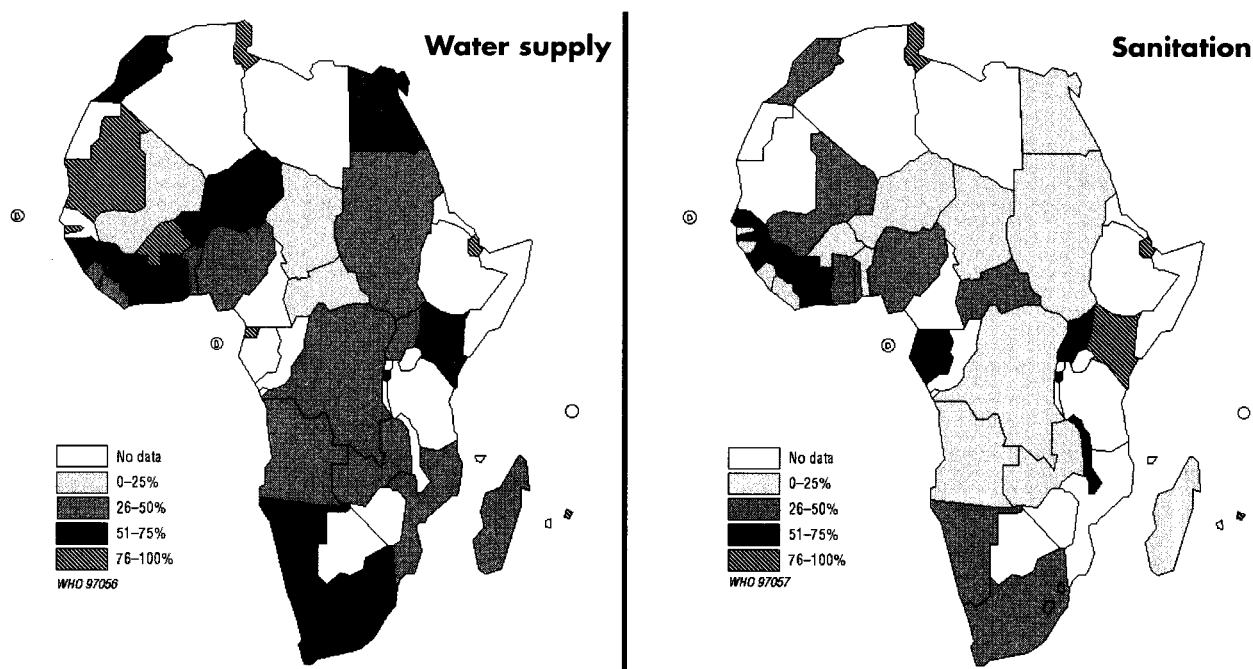 Water supply
No data
0–25%
26–50%
51–75%
76–100%
WHO 97056
Sanitation
No data
0–25%
26–50%
51–75%
76–100%
WHO 97057